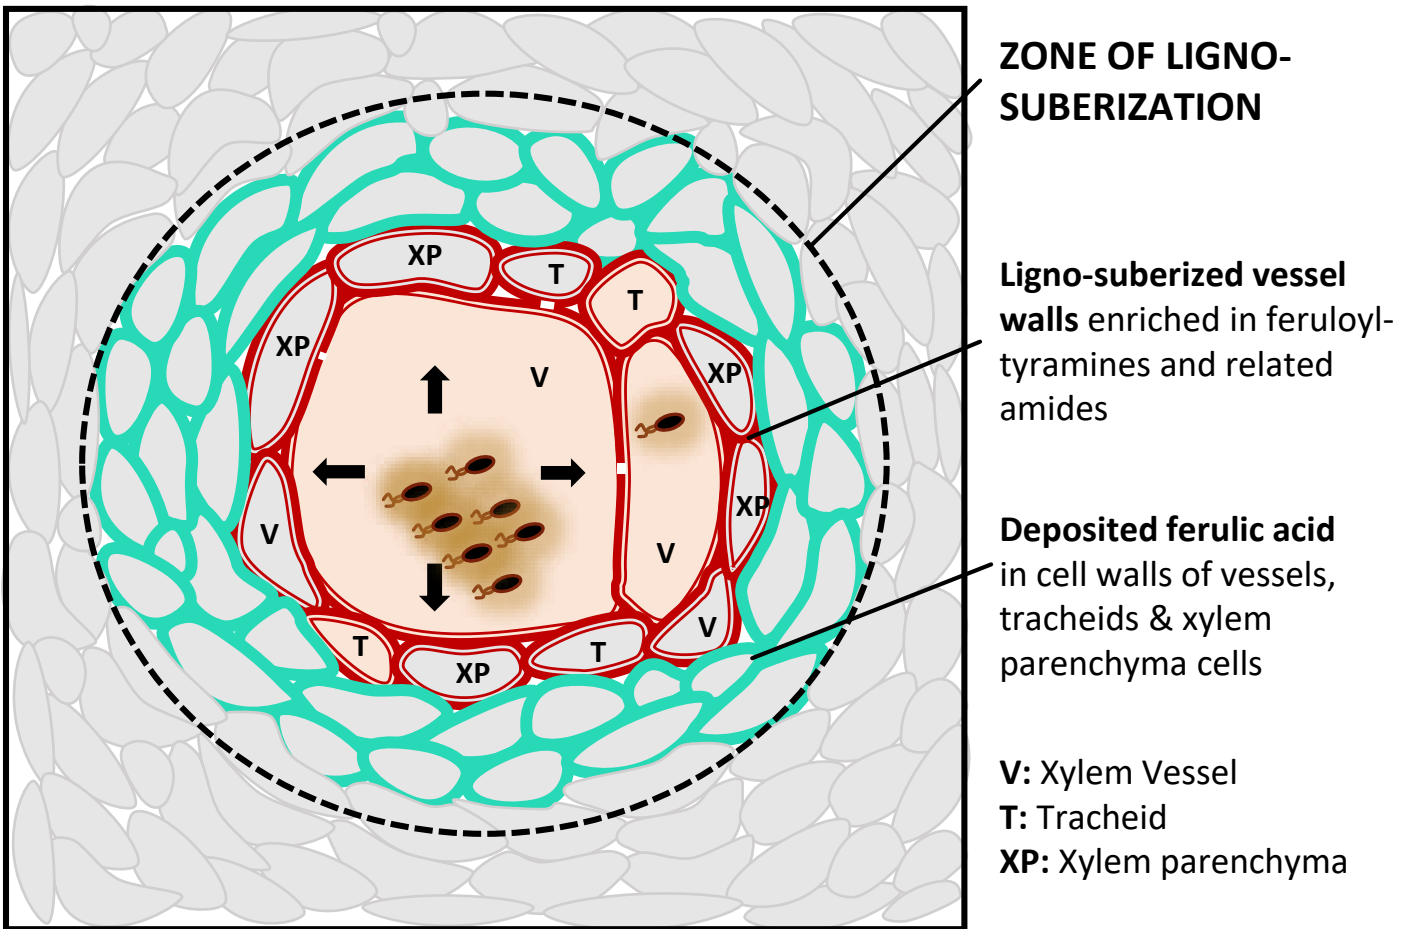 ZONE OF LIGNO-
SUBERIZATION
Ligno-suberized vessel
walls enriched in feruloyl-
tyramines and related
amides
Deposited ferulic acid
in cell walls of vessels,
tracheids & xylem
parenchyma cells
V: Xylem Vessel
T: Tracheid
XP: Xylem parenchyma
XP
T
T
XP
V
XP
XP
V
V
V
T
T
XP